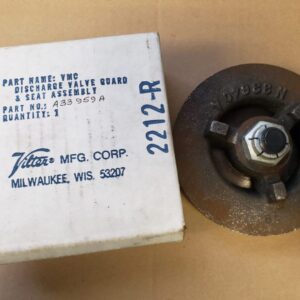 PART NAME: VMC
DISCHARGE VALVE GUARD
& SEAT ASSEMBLY
PART NO.: A33959A
QUANTITY: 1
2212-R
Vilter® MFG. CORP.
MILWAUKEE, WIS. 53207